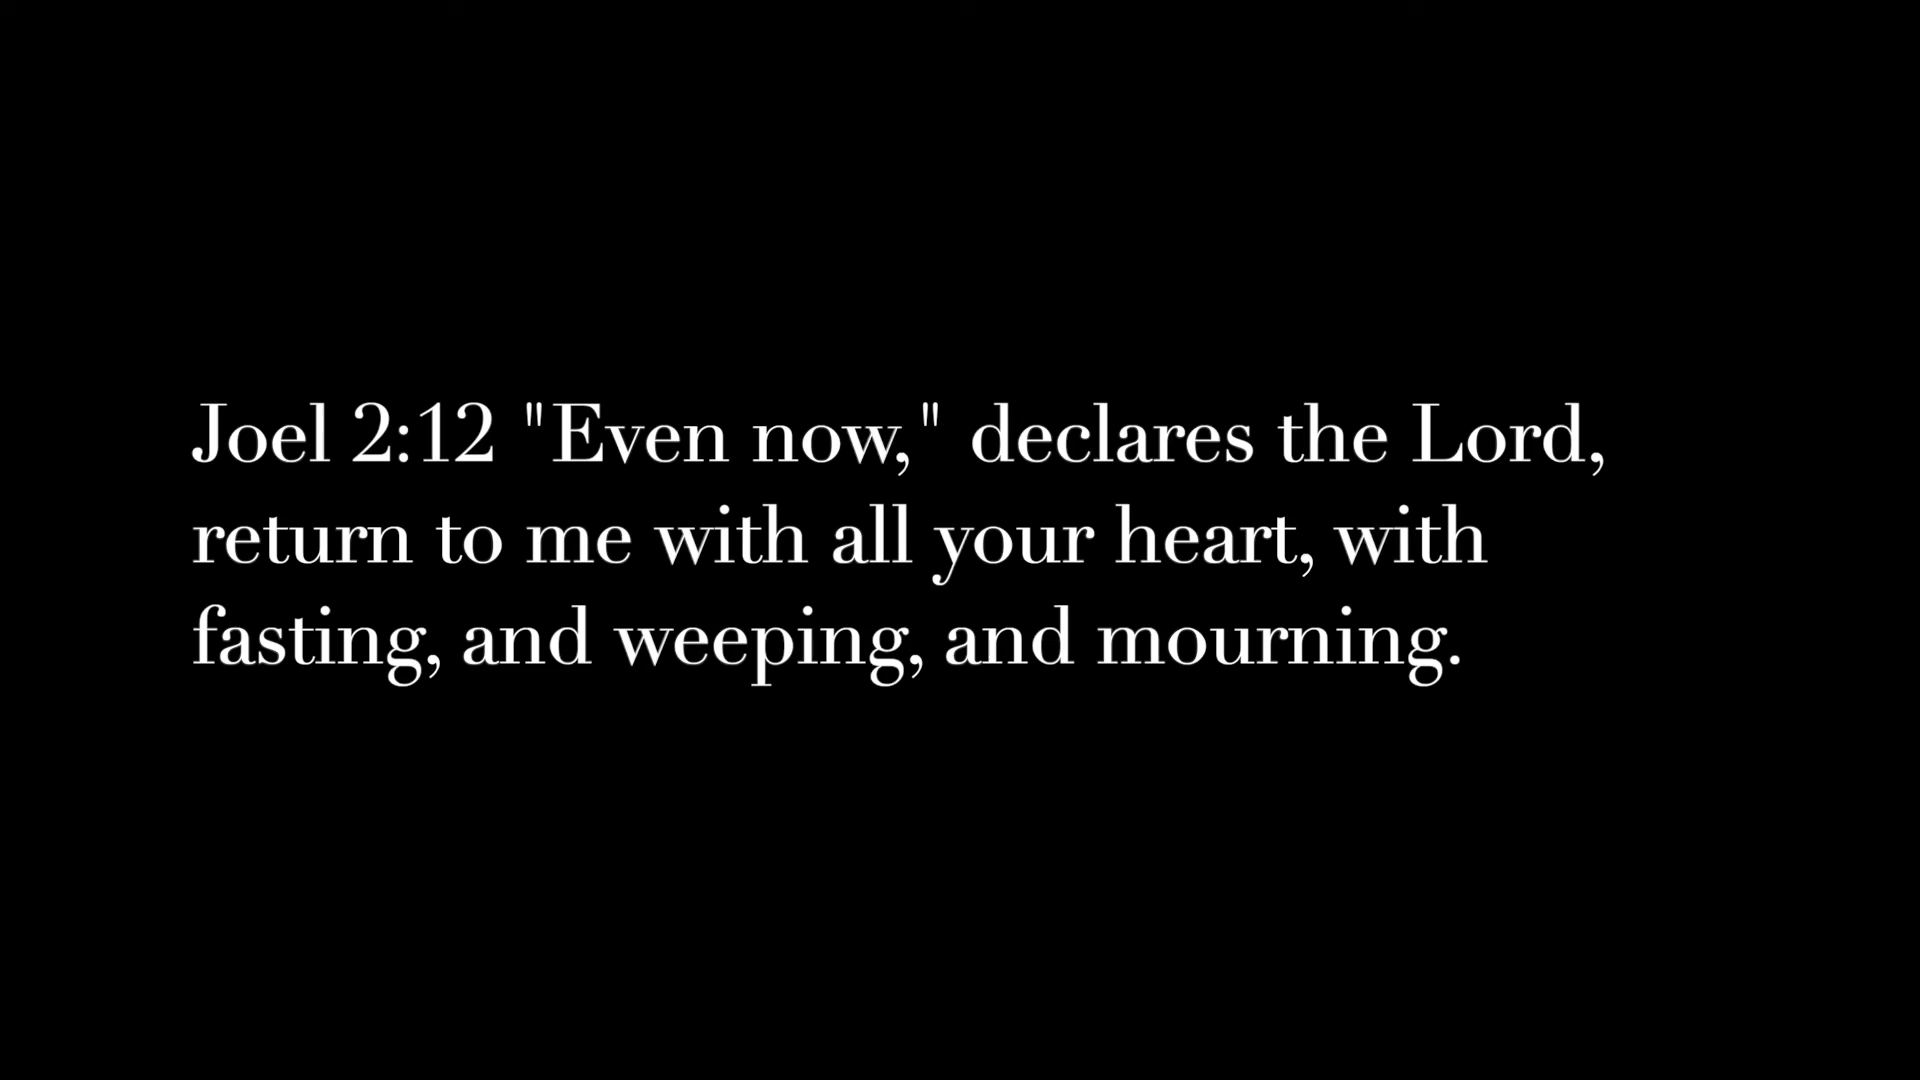 Joel 2:12 "Even now," declares the Lord,
return to me with all your heart, with
fasting, and weeping, and mourning.